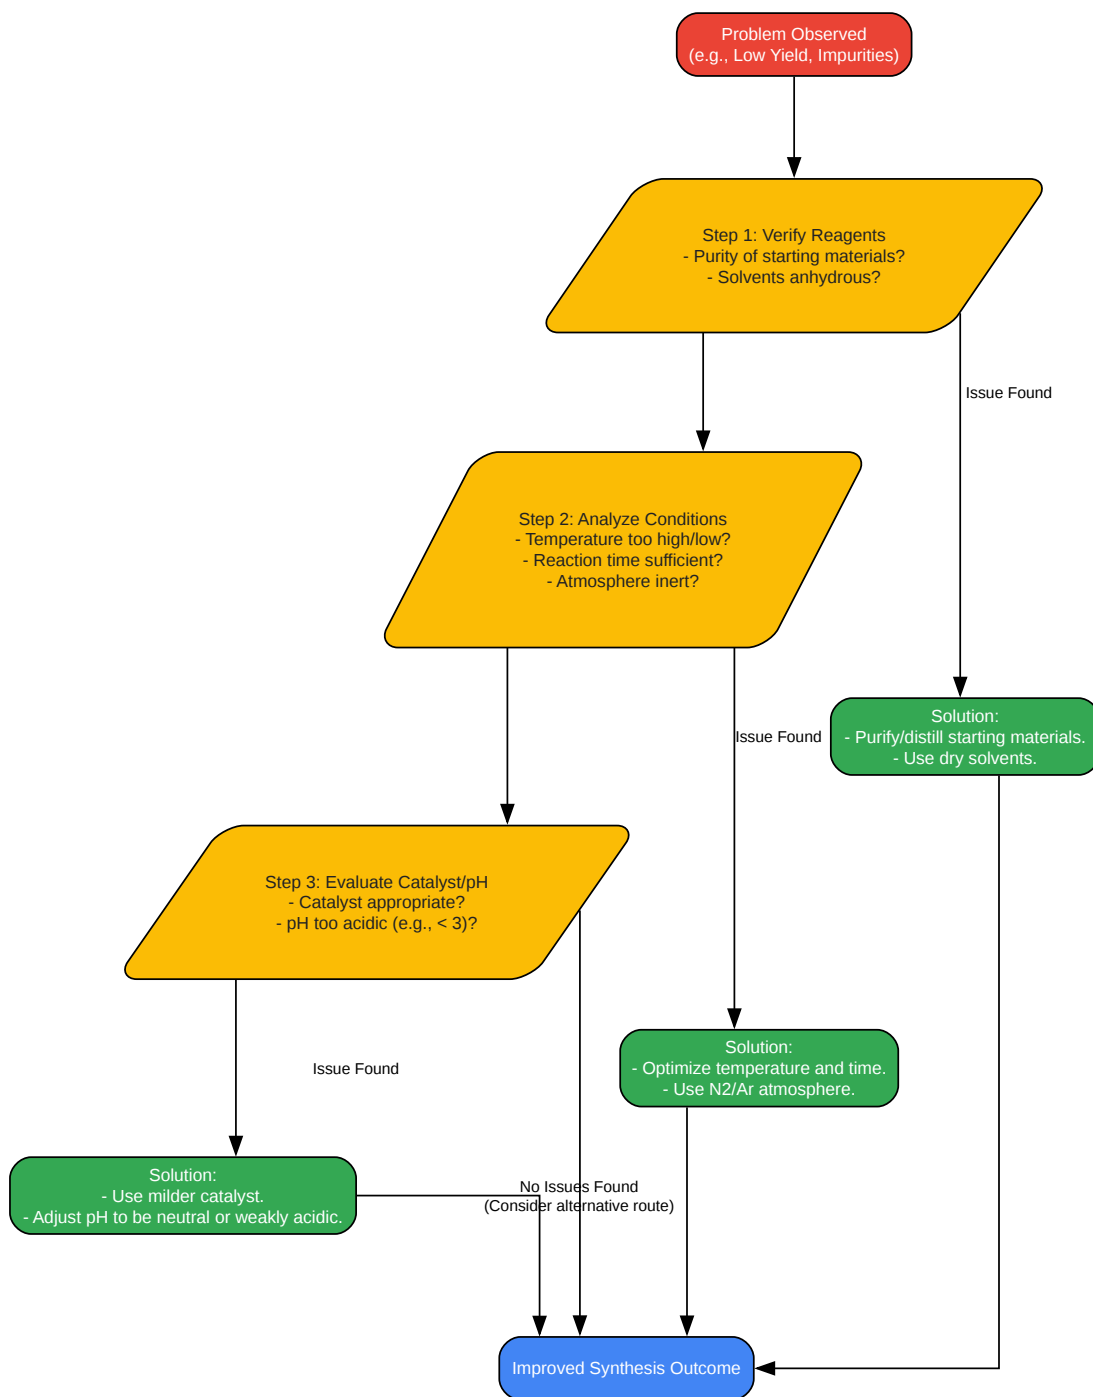 Problem Observed
(e.g., Low Yield, Impurities)
Step 1: Verify Reagents
- Purity of starting materials?
- Solvents anhydrous?
Issue Found
Step 2: Analyze Conditions
- Temperature too high/low?
- Reaction time sufficient?
- Atmosphere inert?
Issue Found
Solution:
- Purify/distill starting materials.
- Use dry solvents.
Step 3: Evaluate Catalyst/pH
- Catalyst appropriate?
- pH too acidic (e.g., < 3)?
Issue Found
Solution:
- Optimize temperature and time.
- Use N2/Ar atmosphere.
Solution:
- Use milder catalyst.
- Adjust pH to be neutral or weakly acidic.
No Issues Found
(Consider alternative route)
Improved Synthesis Outcome